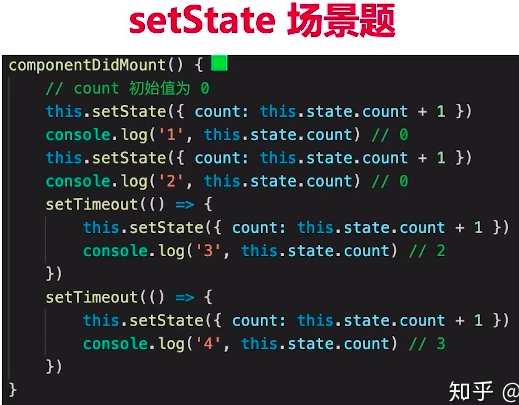 setState 场景题
componentDidMount() {
// count 初始值为 0
this.setState({ count: this.state.count + 1 })
console.log('1', this.state.count) // 0
this.setState({ count: this.state.count + 1 })
console.log('2', this.state.count) // 0
setTimeout(() => {
this.setState({ count: this.state.count + 1 })
console.log('3', this.state.count) // 2
})
setTimeout(() => {
this.setState({ count: this.state.count + 1 })
console.log('4', this.state.count) // 3
})
}
知乎 @